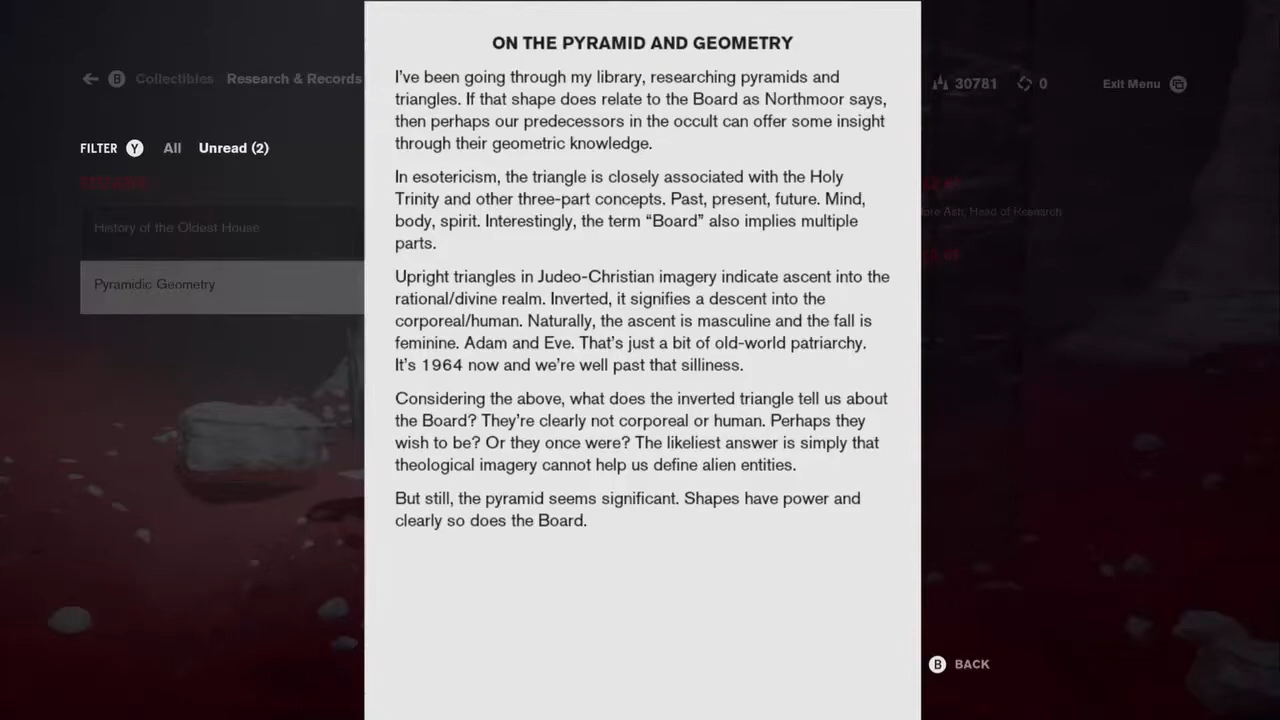 ON THE PYRAMID AND GEOMETRY
B Collectibles Research & Records
30781 0
Exit Menu
I've been going through my library, researching pyramids and
triangles. If that shape does relate to the Board as Northmoor says,
then perhaps our predecessors in the occult can offer some insight
through their geometric knowledge.
FILTER Y All Unread (2)
In esotericism, the triangle is closely associated with the Holy
Trinity and other three-part concepts. Past, present, future. Mind,
body, spirit. Interestingly, the term “Board” also implies multiple
parts.
History of the Oldest House
Pyramidic Geometry
Upright triangles in Judeo-Christian imagery indicate ascent into the
rational/divine realm. Inverted, it signifies a descent into the
corporeal/human. Naturally, the ascent is masculine and the fall is
feminine. Adam and Eve. That's just a bit of old-world patriarchy.
It's 1964 now and we're well past that silliness.
Considering the above, what does the inverted triangle tell us about
the Board? They're clearly not corporeal or human. Perhaps they
wish to be? Or they once were? The likeliest answer is simply that
theological imagery cannot help us define alien entities.
But still, the pyramid seems significant. Shapes have power and
clearly so does the Board.
Ash, Head of Research
B BACK